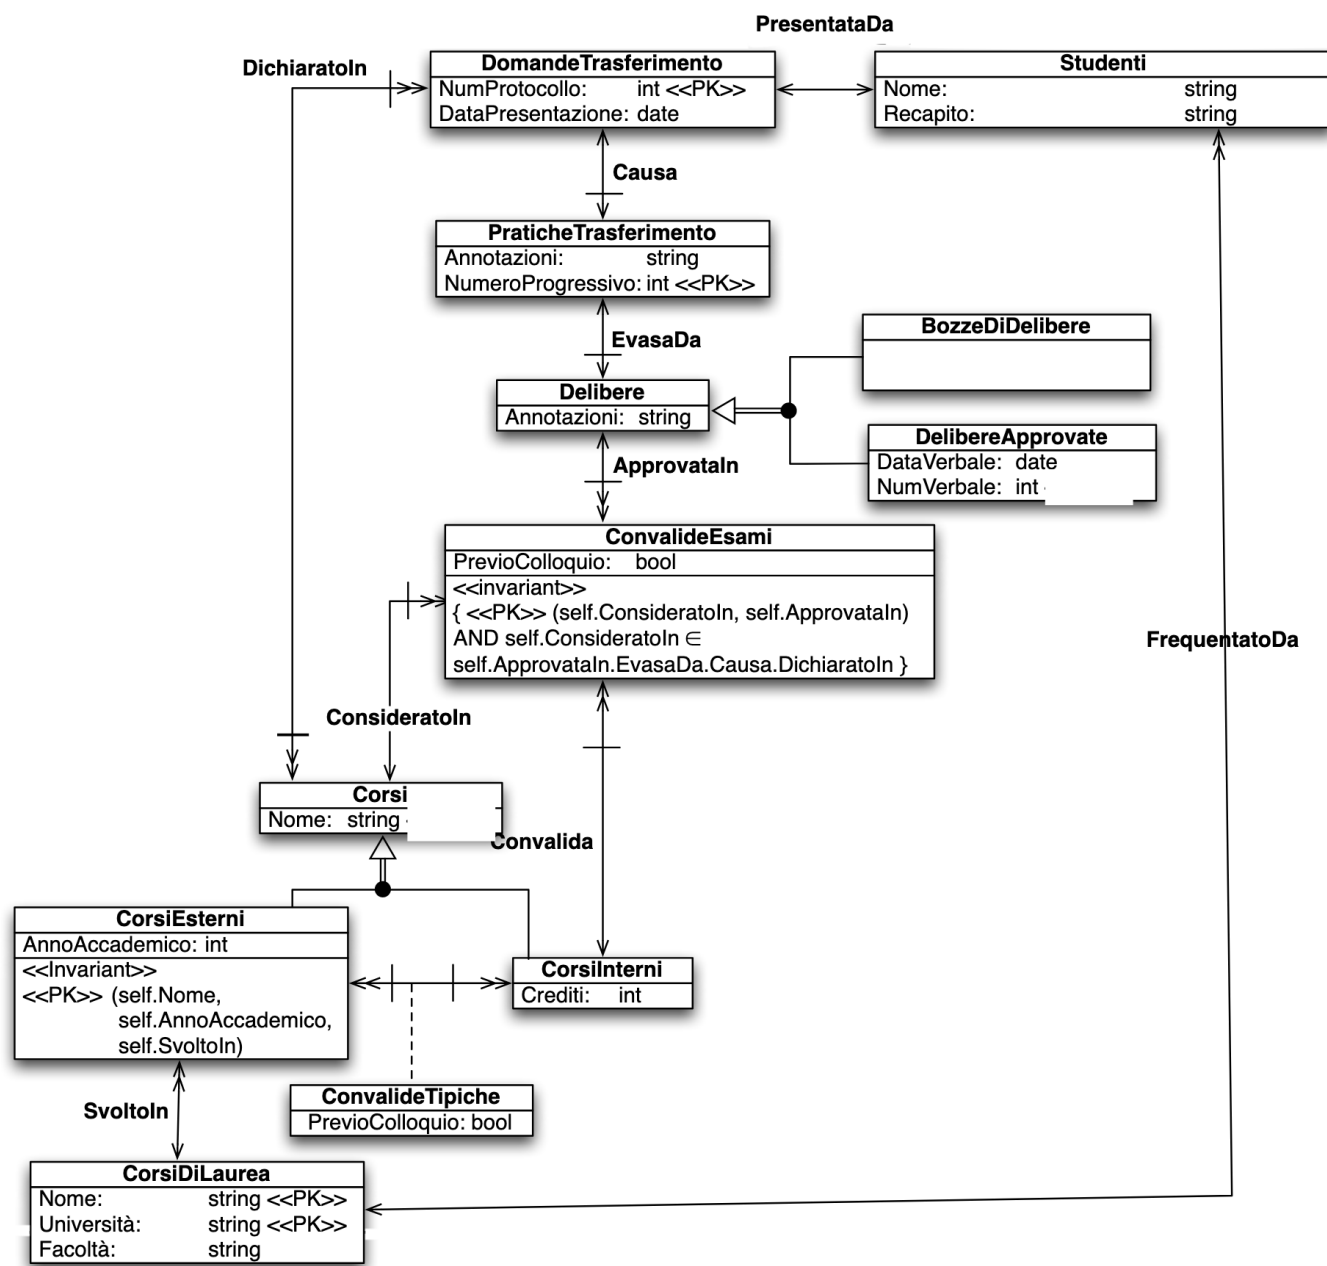 PresentataDa
DichiaratoIn
DomandeTrasferimento
NumProtocollo: int <<PK>>
DataPresentazione: date
Studenti
Nome: string
Recapito: string
Causa
PraticheTrasferimento
Annotazioni: string
NumeroProgressivo: int <<PK>>
EvasaDa
BozzeDiDelibere
Delibere
Annotazioni: string
DelibereApprovate
DataVerbale: date
NumVerbale: int
ApprovataIn
ConvalideEsami
PrevioColloquio: bool
<<invariant>>
{ <<PK>> (self.ConsideratoIn, self.ApprovataIn)
AND self.ConsideratoIn ∈
self.ApprovataIn.EvasaDa.Causa.DichiaratoIn }
FrequentatoDa
ConsideratoIn
Corsi
Nome: string
Convalida
CorsiEsterni
AnnoAccademico: int
<<Invariant>>
<<PK>> (self.Nome,
self.AnnoAccademico,
self.SvoltoIn)
CorsiInterni
Crediti: int
ConvalideTipiche
PrevioColloquio: bool
SvoltoIn
CorsiDiLaurea
Nome: string <<PK>>
Università: string <<PK>>
Facoltà: string